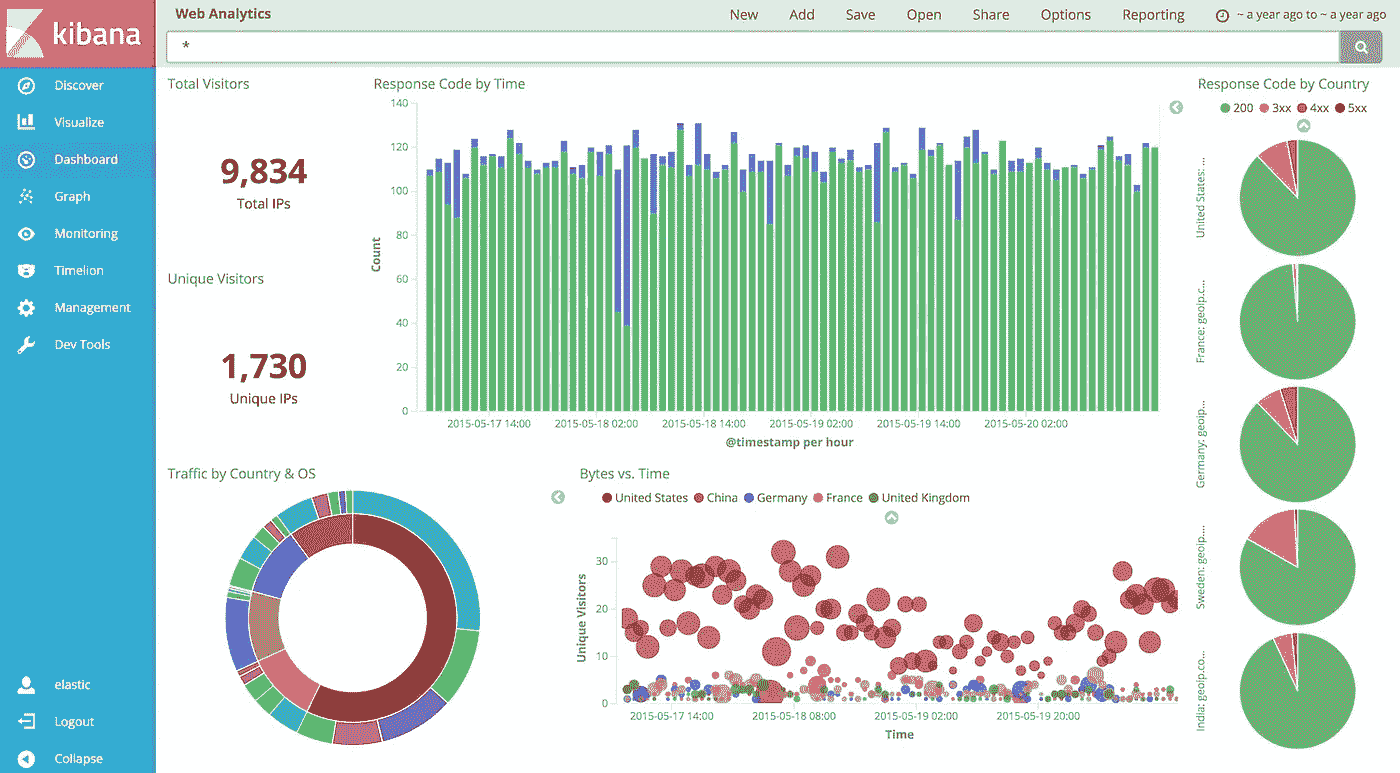 kibana
Discover
Visualize
Dashboard
Graph
Monitoring
Timelion
Management
Dev Tools
elastic
Logout
Collapse
Web Analytics
New Add Save Open Share Options Reporting ~ a year ago to ~ a year ago
*
Total Visitors
9,834
Total IPs
Unique Visitors
1,730
Unique IPs
Response Code by Time
Count
140
120
100
80
60
40
20
0
2015-05-17 14:00 2015-05-18 02:00 2015-05-18 14:00 2015-05-19 02:00 2015-05-19 14:00 2015-05-20 02:00
@timestamp per hour
Response Code by Country
200 3xx 4xx 5xx
United States: ...
France: geoip.c...
Germany: geoip...
Sweden: geoip....
India: geoip.co...
Traffic by Country & OS
Bytes vs. Time
United States China Germany France United Kingdom
Unique Visitors
30
20
10
0
2015-05-17 14:00 2015-05-18 08:00 2015-05-19 02:00 2015-05-19 20:00
Time